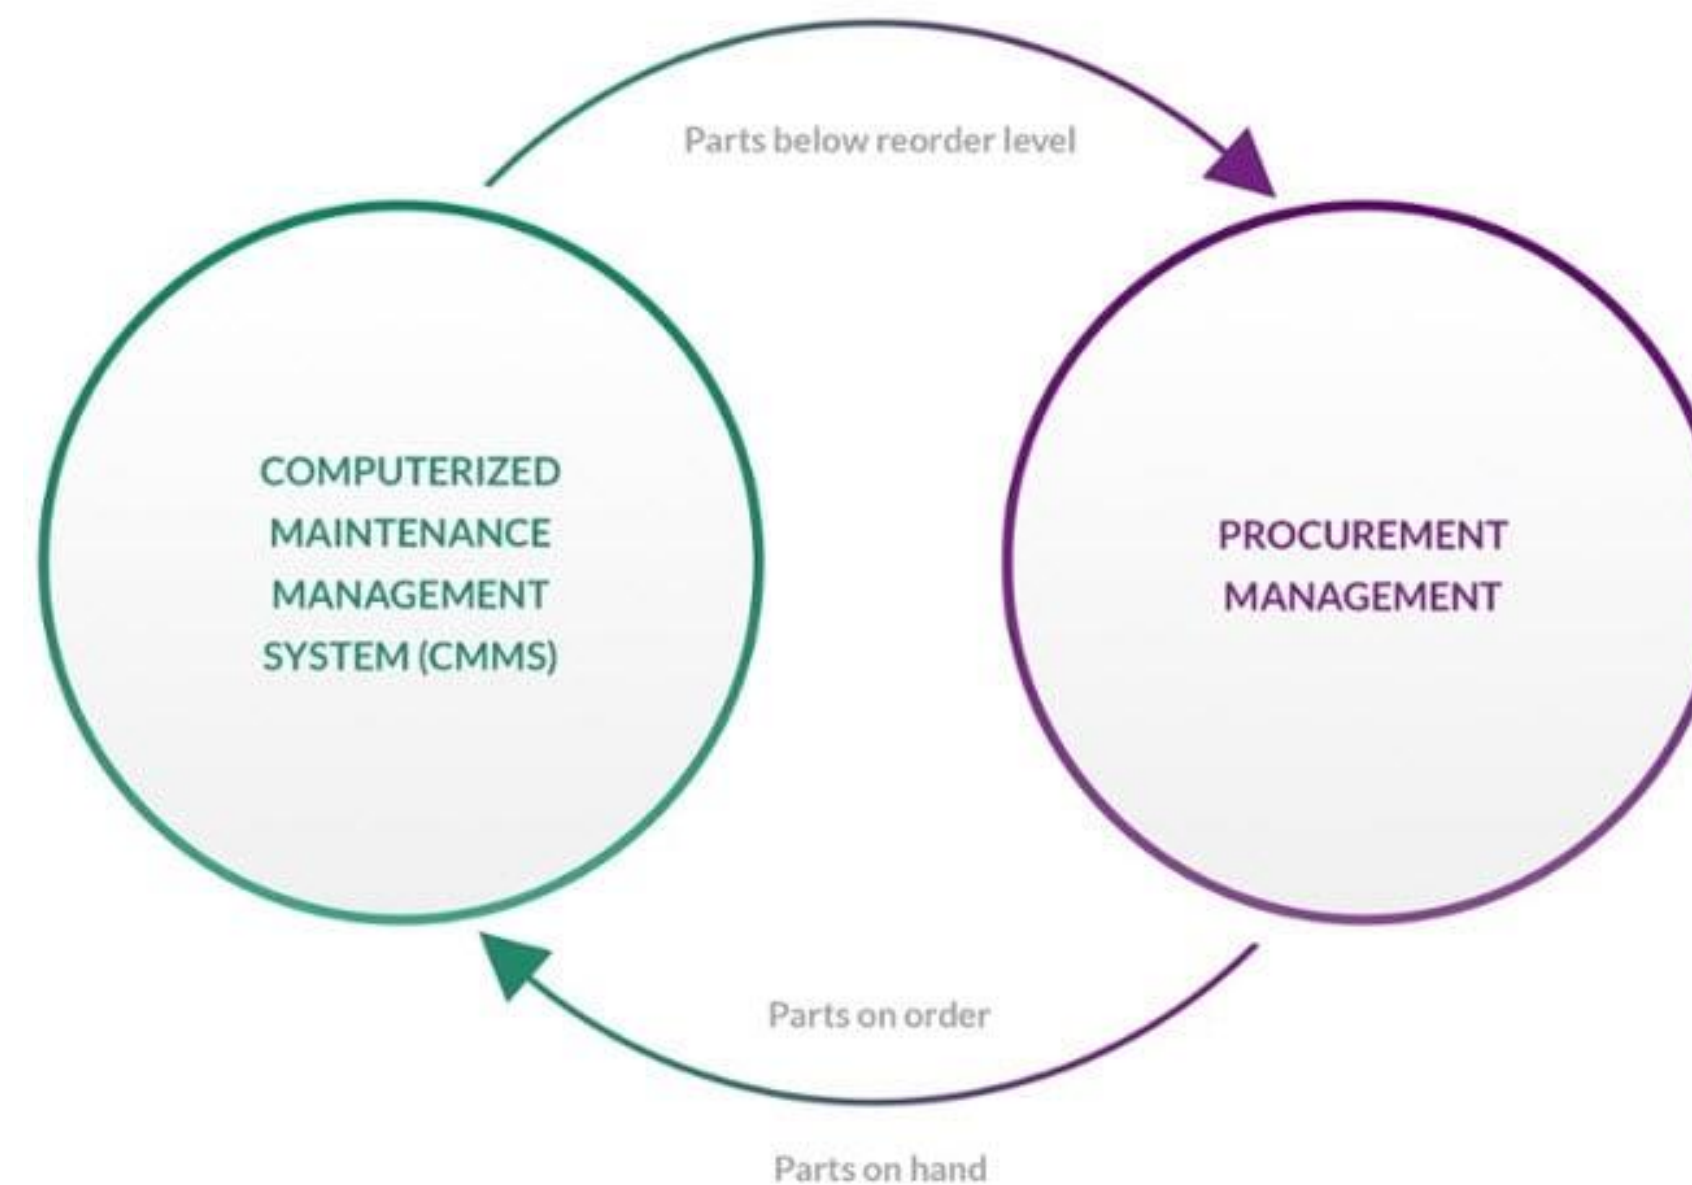 Parts below reorder level
COMPUTERIZED
MAINTENANCE
MANAGEMENT
SYSTEM (CMMS)
PROCUREMENT
MANAGEMENT
Parts on order
Parts on hand